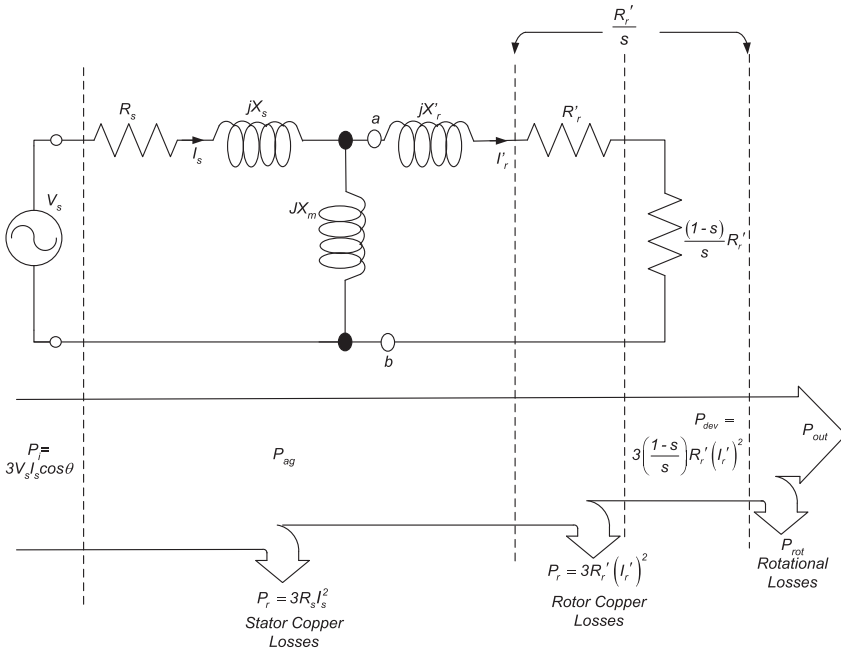 R_r'
s
R_s
jX_s
a
jX'_r
R'_r
I_s
I'_r
V_s
JX_m
(1 - s)
s
R_r'
b
P_i =
3V_sI_scosθ
P_ag
P_dev =
3(1 - s / s)R_r'(I_r')^2
P_out
P_rot
Rotational
Losses
P_r = 3R_sI_s^2
Stator Copper
Losses
P_r = 3R_r'(I_r')^2
Rotor Copper
Losses